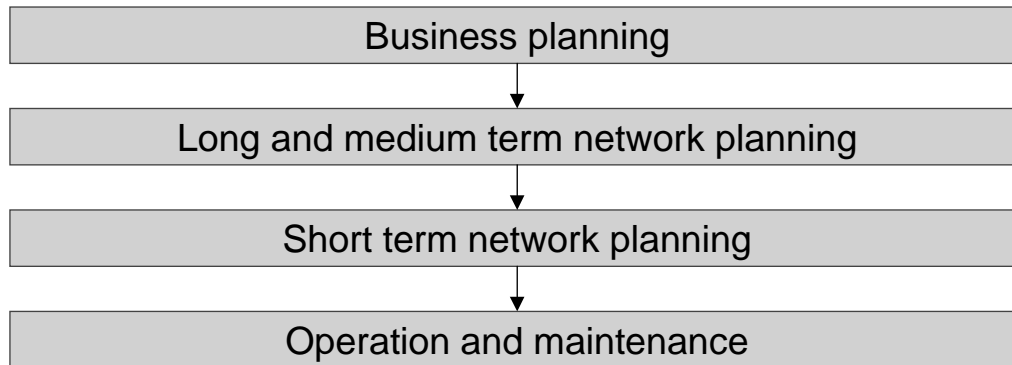 Business planning
Long and medium term network planning
Short term network planning
Operation and maintenance